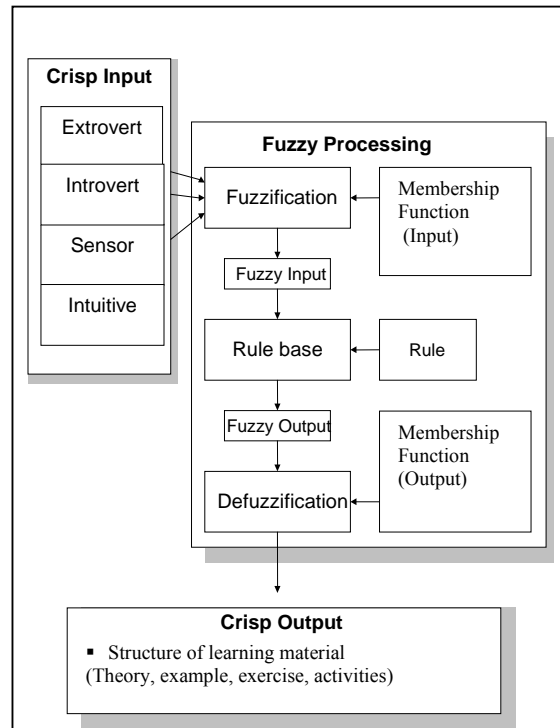 Crisp Input
Extrovert
Introvert
Sensor
Intuitive
Fuzzy Processing
Fuzzification
Membership
Function
(Input)
Fuzzy Input
Rule base
Rule
Fuzzy Output
Membership
Function
(Output)
Defuzzification
Crisp Output
▪ Structure of learning material
(Theory, example, exercise, activities)